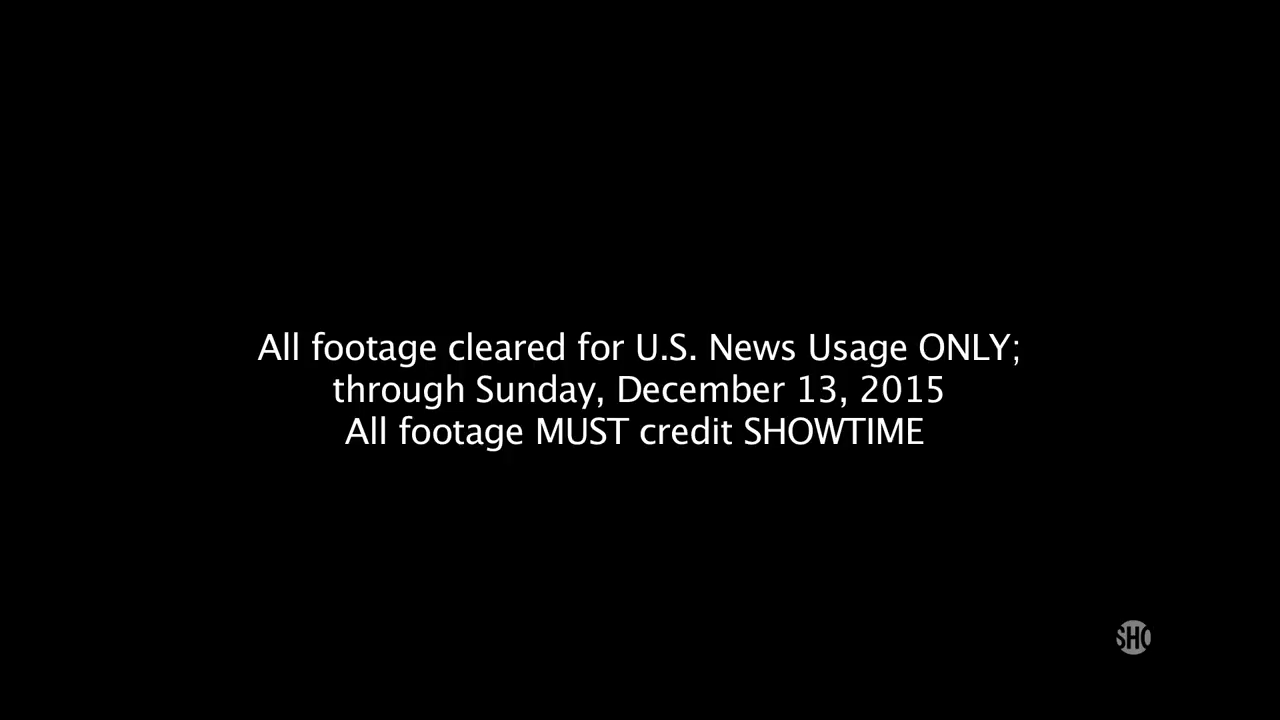 All footage cleared for U.S. News Usage ONLY;
through Sunday, December 13, 2015
All footage MUST credit SHOWTIME
SHO